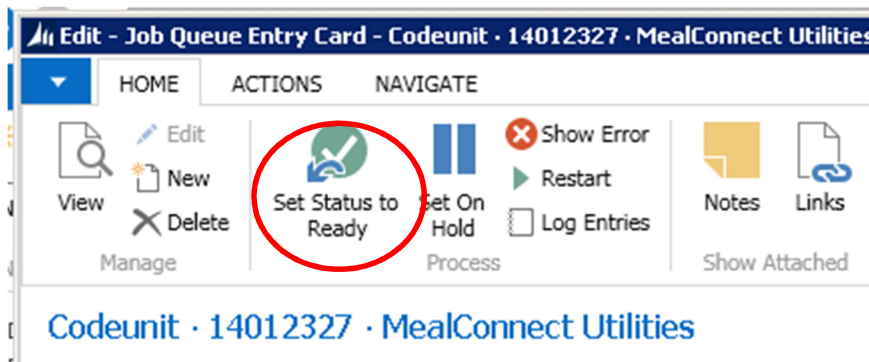 Edit - Job Queue Entry Card - Codeunit · 14012327 · MealConnect Utilities
HOME ACTIONS NAVIGATE
View
Edit
New
Delete
Set Status to
Ready
Set On
Hold
Show Error
Restart
Log Entries
Notes
Links
Manage
Process
Show Attached
Codeunit · 14012327 · MealConnect Utilities